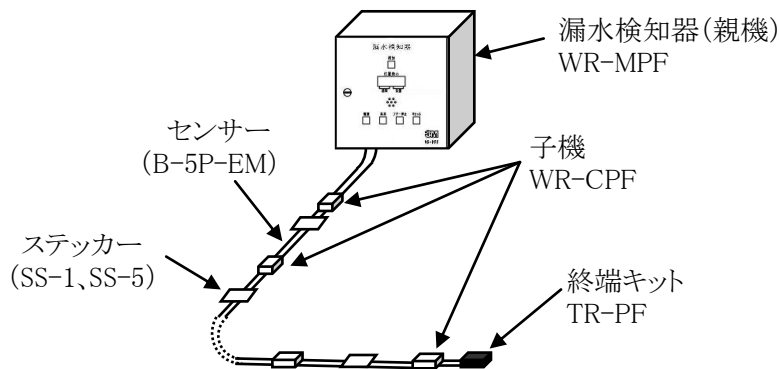 漏水検知器(親機)
WR-MPF
漏水検知器
センサー
(B-5P-EM)
子機
WR-CPF
ステッカー
(SS-1、SS-5)
終端キット
TR-PF